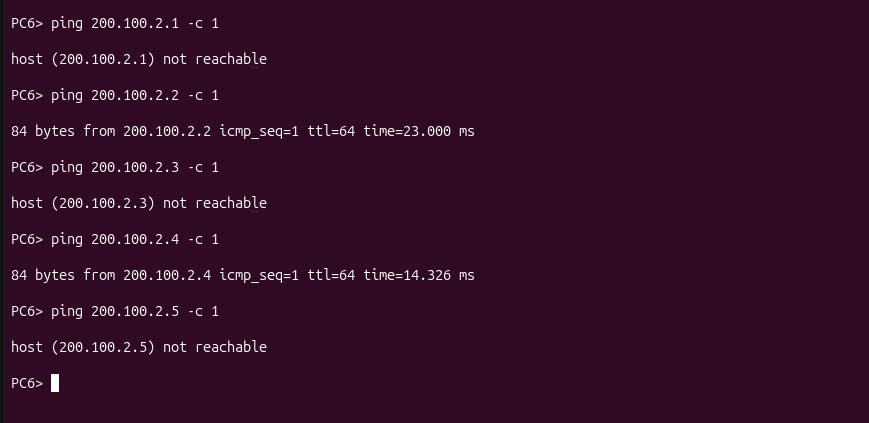 PC6> ping 200.100.2.1 -c 1
host (200.100.2.1) not reachable
PC6> ping 200.100.2.2 -c 1
84 bytes from 200.100.2.2 icmp_seq=1 ttl=64 time=23.000 ms
PC6> ping 200.100.2.3 -c 1
host (200.100.2.3) not reachable
PC6> ping 200.100.2.4 -c 1
84 bytes from 200.100.2.4 icmp_seq=1 ttl=64 time=14.326 ms
PC6> ping 200.100.2.5 -c 1
host (200.100.2.5) not reachable
PC6>